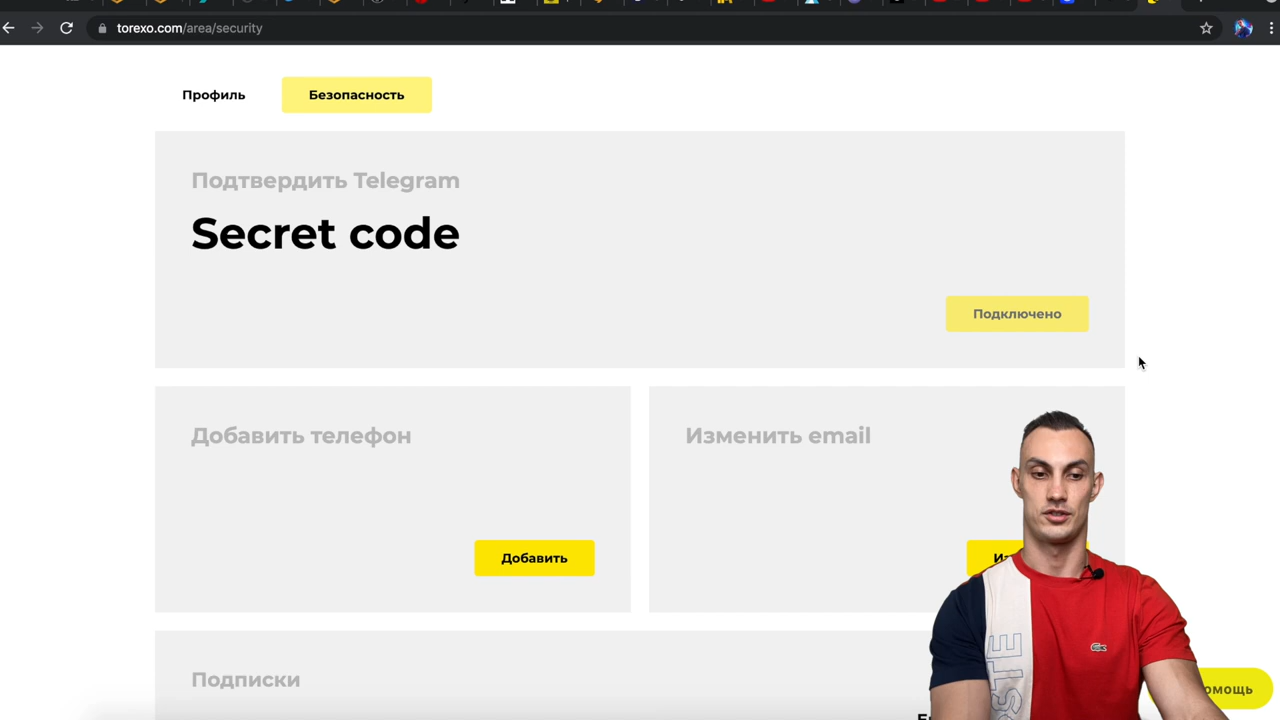 torexo.com/area/security
Профиль
Безопасность
Подтвердить Telegram
Secret code
Подключено
Добавить телефон
Изменить email
Добавить
Подписки